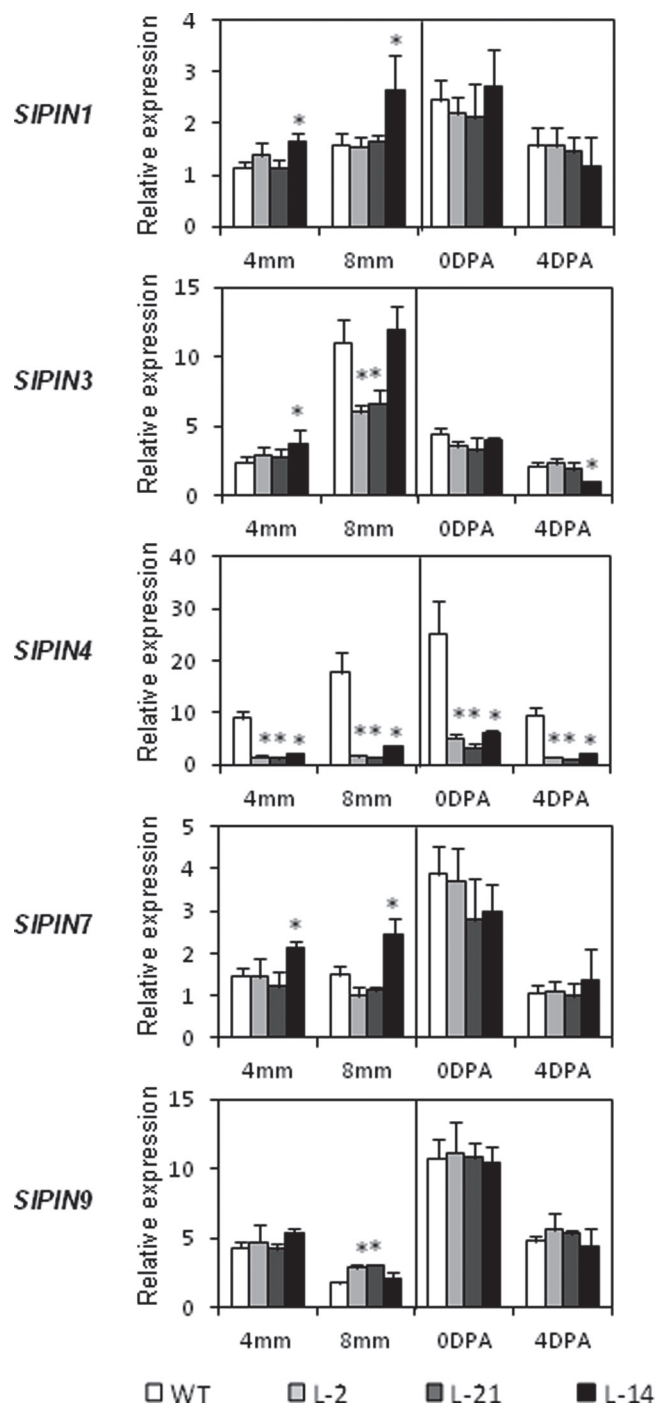 SlPIN1
Relative expression
4
3
2
1
0
* *
4mm 8mm 0DPA 4DPA
SlPIN3
Relative expression
15
10
5
0
* ** *
4mm 8mm 0DPA 4DPA
SlPIN4
Relative expression
40
30
20
10
0
*** *** *** ***
4mm 8mm 0DPA 4DPA
SlPIN7
Relative expression
5
4
3
2
1
0
* *
4mm 8mm 0DPA 4DPA
SlPIN9
Relative expression
15
10
5
0
**
4mm 8mm 0DPA 4DPA
WT L-2 L-21 L-14